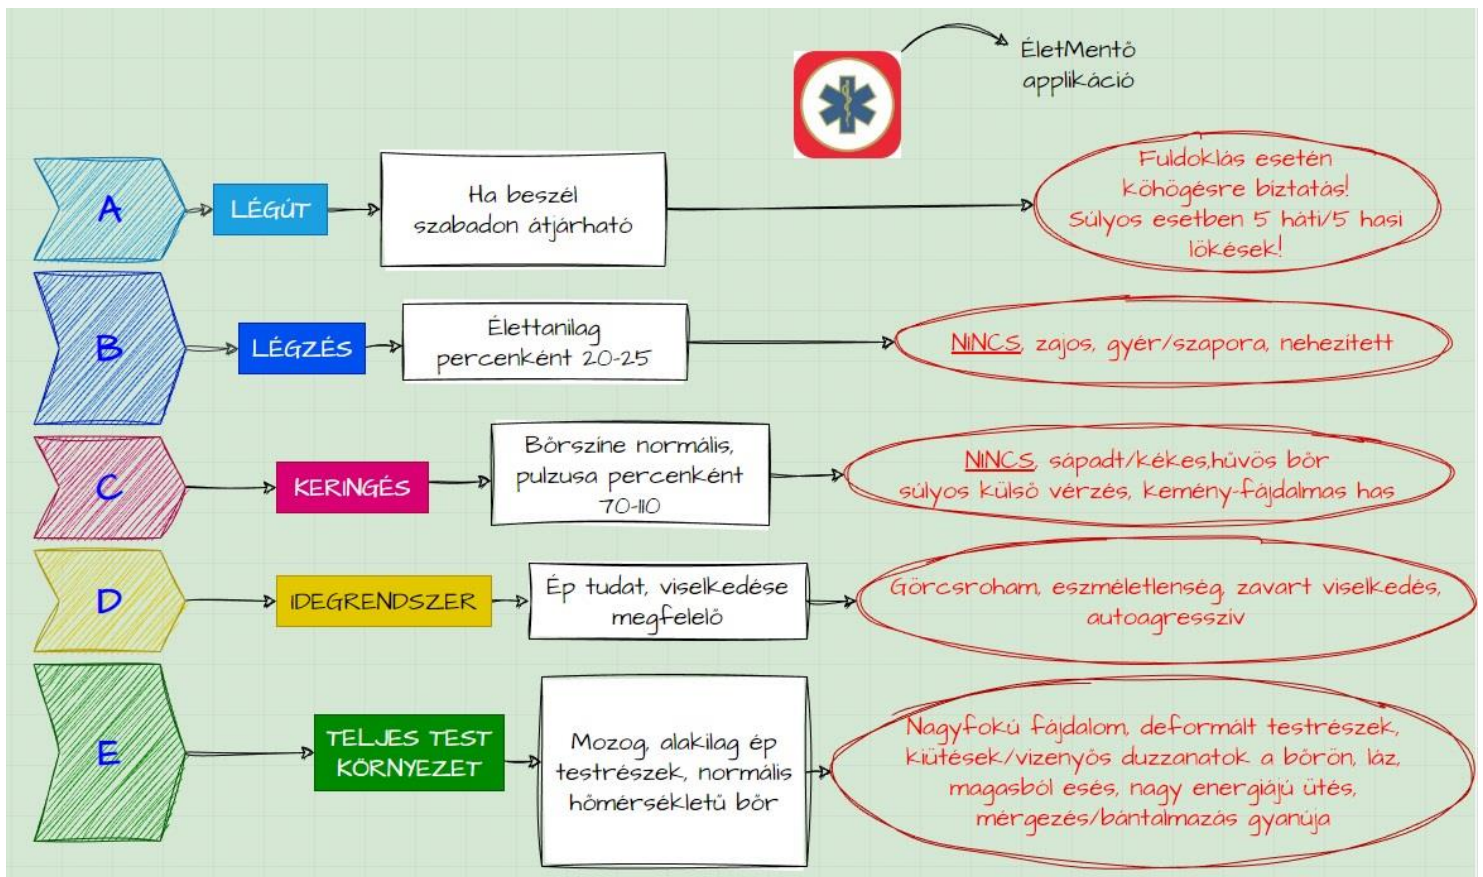 ÉletMentő
applikáció
A
LÉGÚT
Ha beszél
szabadon átjárható
Fuldoklás esetén
köhögésre bíztatás!
Súlyos esetben 5 háti/5 hasi
lökések!
B
LÉGZÉS
Élettanilag
percenként 20-25
NINCS, zajos, gyér/szapora, nehezített
C
KERINGÉS
Bőrszíne normális,
pulzusa percenként
70-110
NINCS, sápadt/kékes,hűvös bőr
súlyos külső vérzés, kemény-fájdalmas has
D
IDEGRENDSZER
Ép tudat, viselkedése
megfelelő
Görcsroham, eszméletlenség, zavart viselkedés,
autoagresszív
E
TELJES TEST
KÖRNYEZET
Mozog, alakilag ép
testrészek, normális
hőmérsékletű bőr
Nagyfokú fájdalom, deformált testrészek,
kiütések/vizenyős duzzanatok a bőrön, láz,
magasból esés, nagy energiájú ütés,
mérgezés/bántalmazás gyanúja